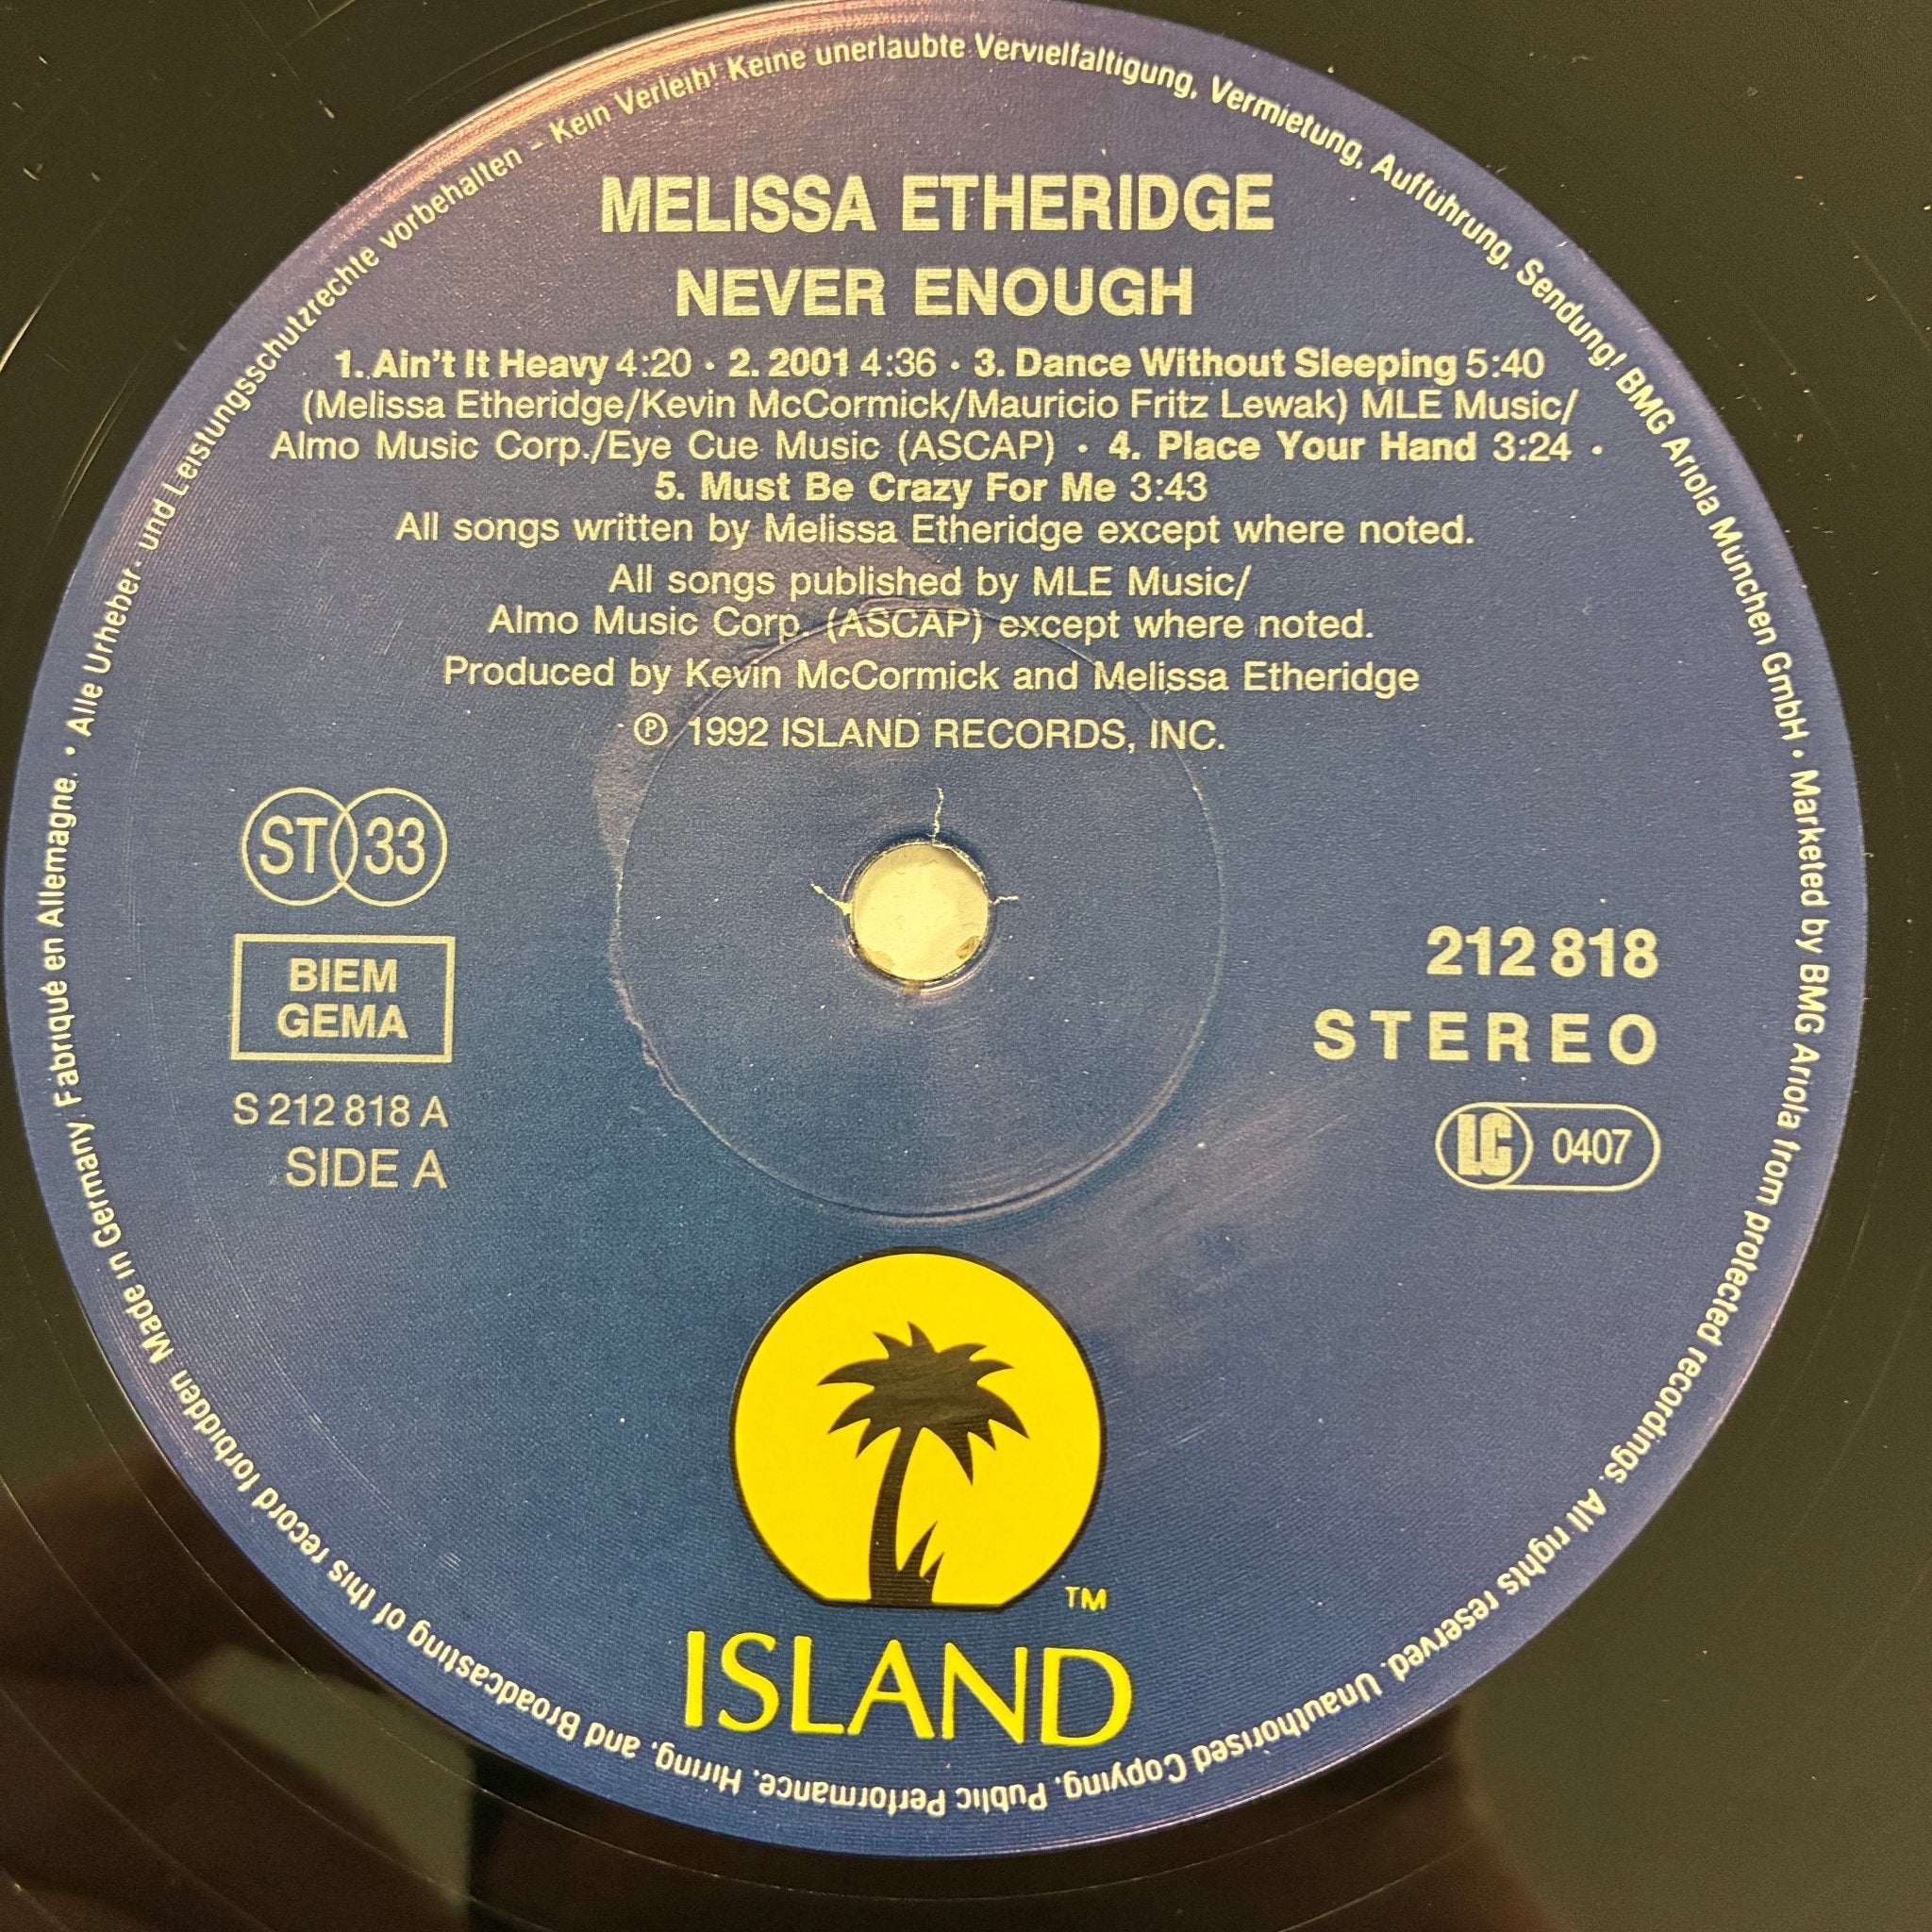 MELISSA ETHERIDGE
NEVER ENOUGH
1. Ain't It Heavy 4:20 · 2. 2001 4:36 · 3. Dance Without Sleeping 5:40
(Melissa Etheridge/Kevin McCormick/Mauricio Fritz Lewak) MLE Music/
Almo Music Corp./Eye Cue Music (ASCAP) · 4. Place Your Hand 3:24 ·
5. Must Be Crazy For Me 3:43
All songs written by Melissa Etheridge except where noted.
All songs published by MLE Music/
Almo Music Corp. (ASCAP) except where noted.
Produced by Kevin McCormick and Melissa Etheridge
℗ 1992 ISLAND RECORDS, INC.
ST 33
BIEM
GEMA
S 212 818 A
SIDE A
212 818
STEREO
LC 0407
TM
ISLAND
· Alle Urheber- und Leistungsschutzrechte vorbehalten – Kein Verleih! Keine unerlaubte Vervielfältigung, Vermietung, Aufführung, Sendung! BMG Ariola München GmbH · Marketed by BMG Ariola from protected recordings. All rights reserved. Unauthorised Copying, Public Performance, Hiring, and Broadcasting of this record forbidden Made in Germany. Fabriqué en Allemagne.